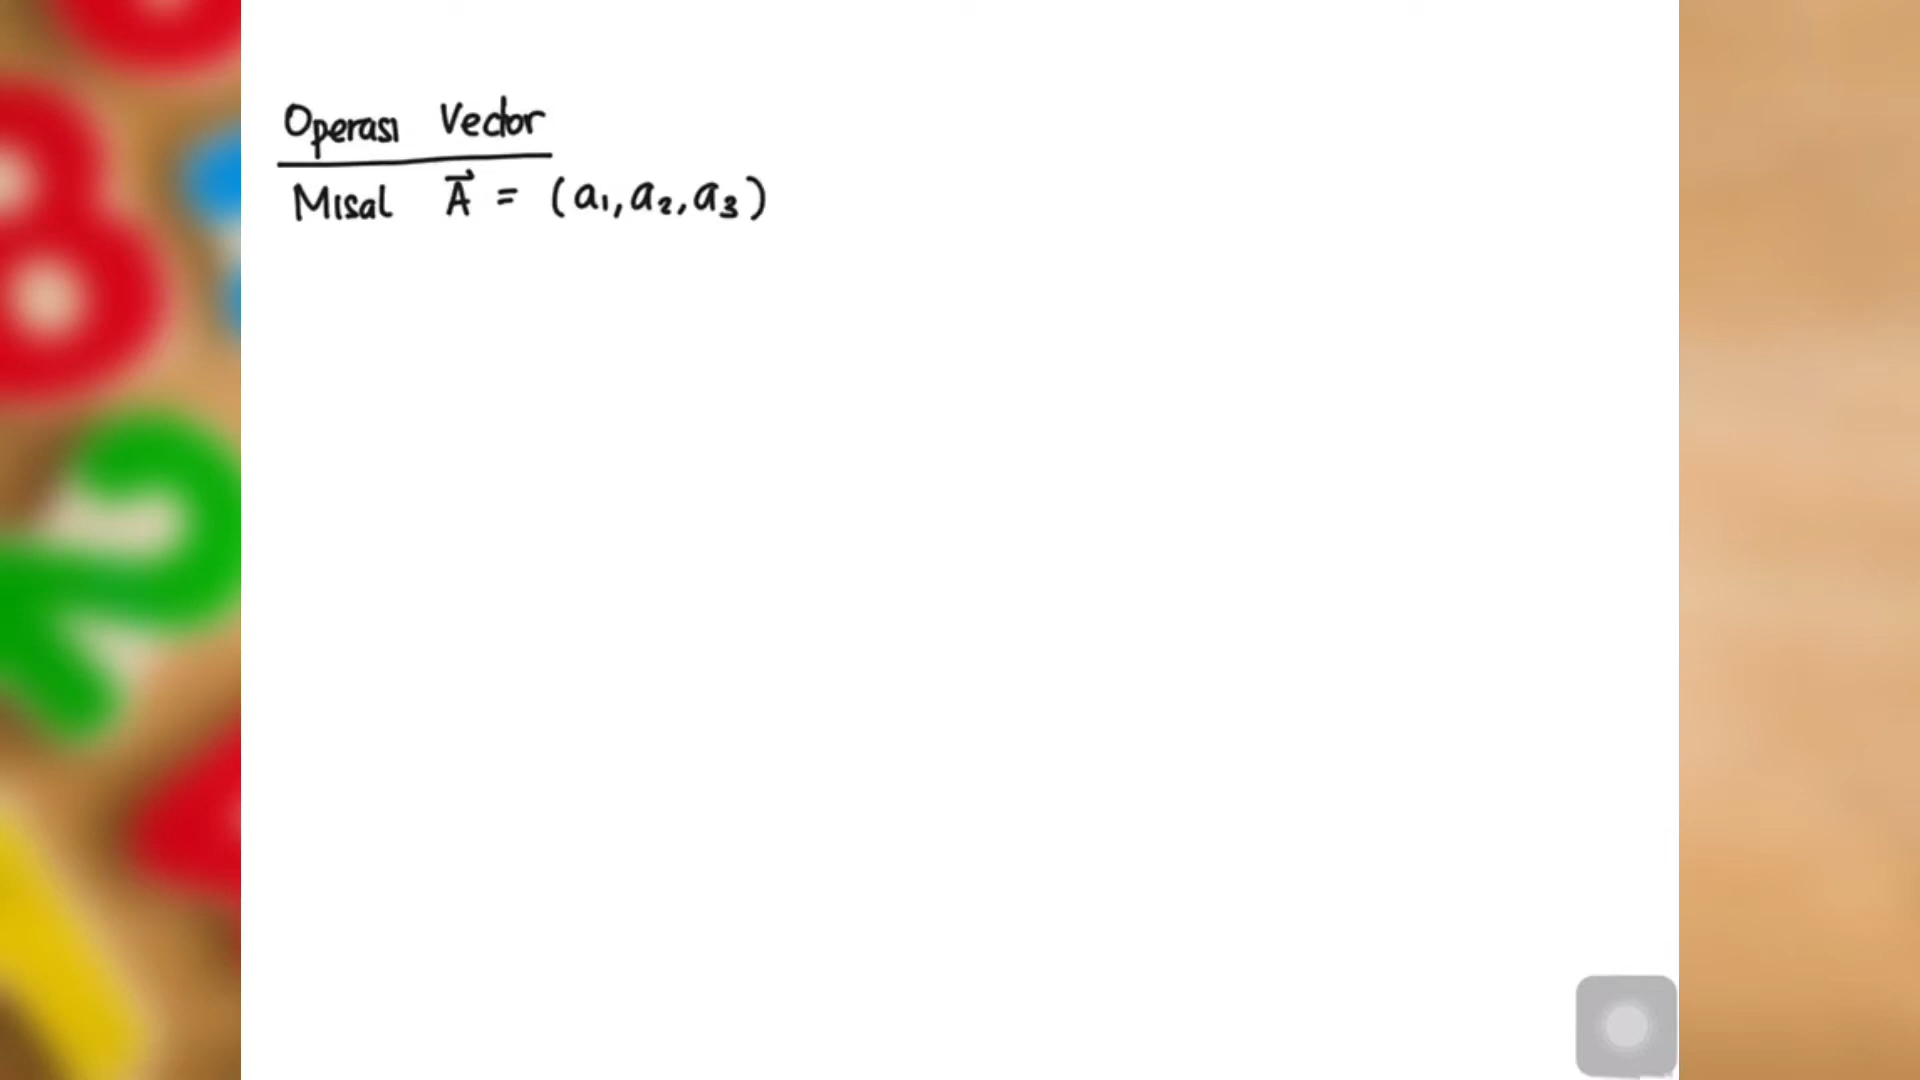 Operasi Vector
Misal A⃗ = (a₁, a₂, a₃)